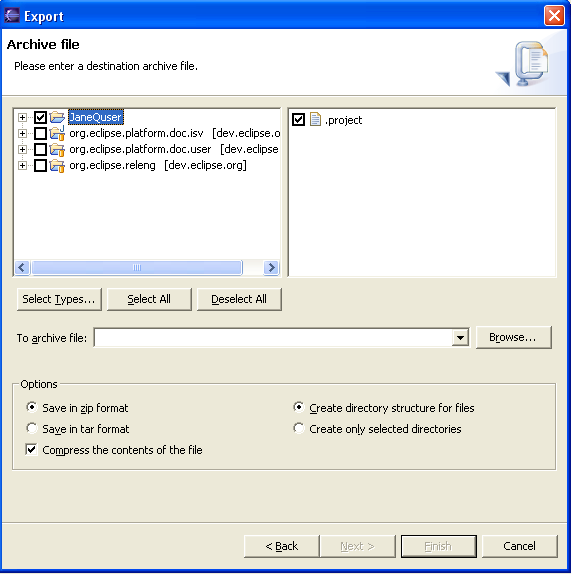 Export
Archive file
Please enter a destination archive file.
JaneQuser
org.eclipse.platform.doc.isv [dev.eclipse.o
org.eclipse.platform.doc.user [dev.eclipse
org.eclipse.releng [dev.eclipse.org]
.project
Select Types...
Select All
Deselect All
To archive file:
Browse...
Options
Save in zip format
Create directory structure for files
Save in tar format
Create only selected directories
Compress the contents of the file
< Back
Next >
Finish
Cancel